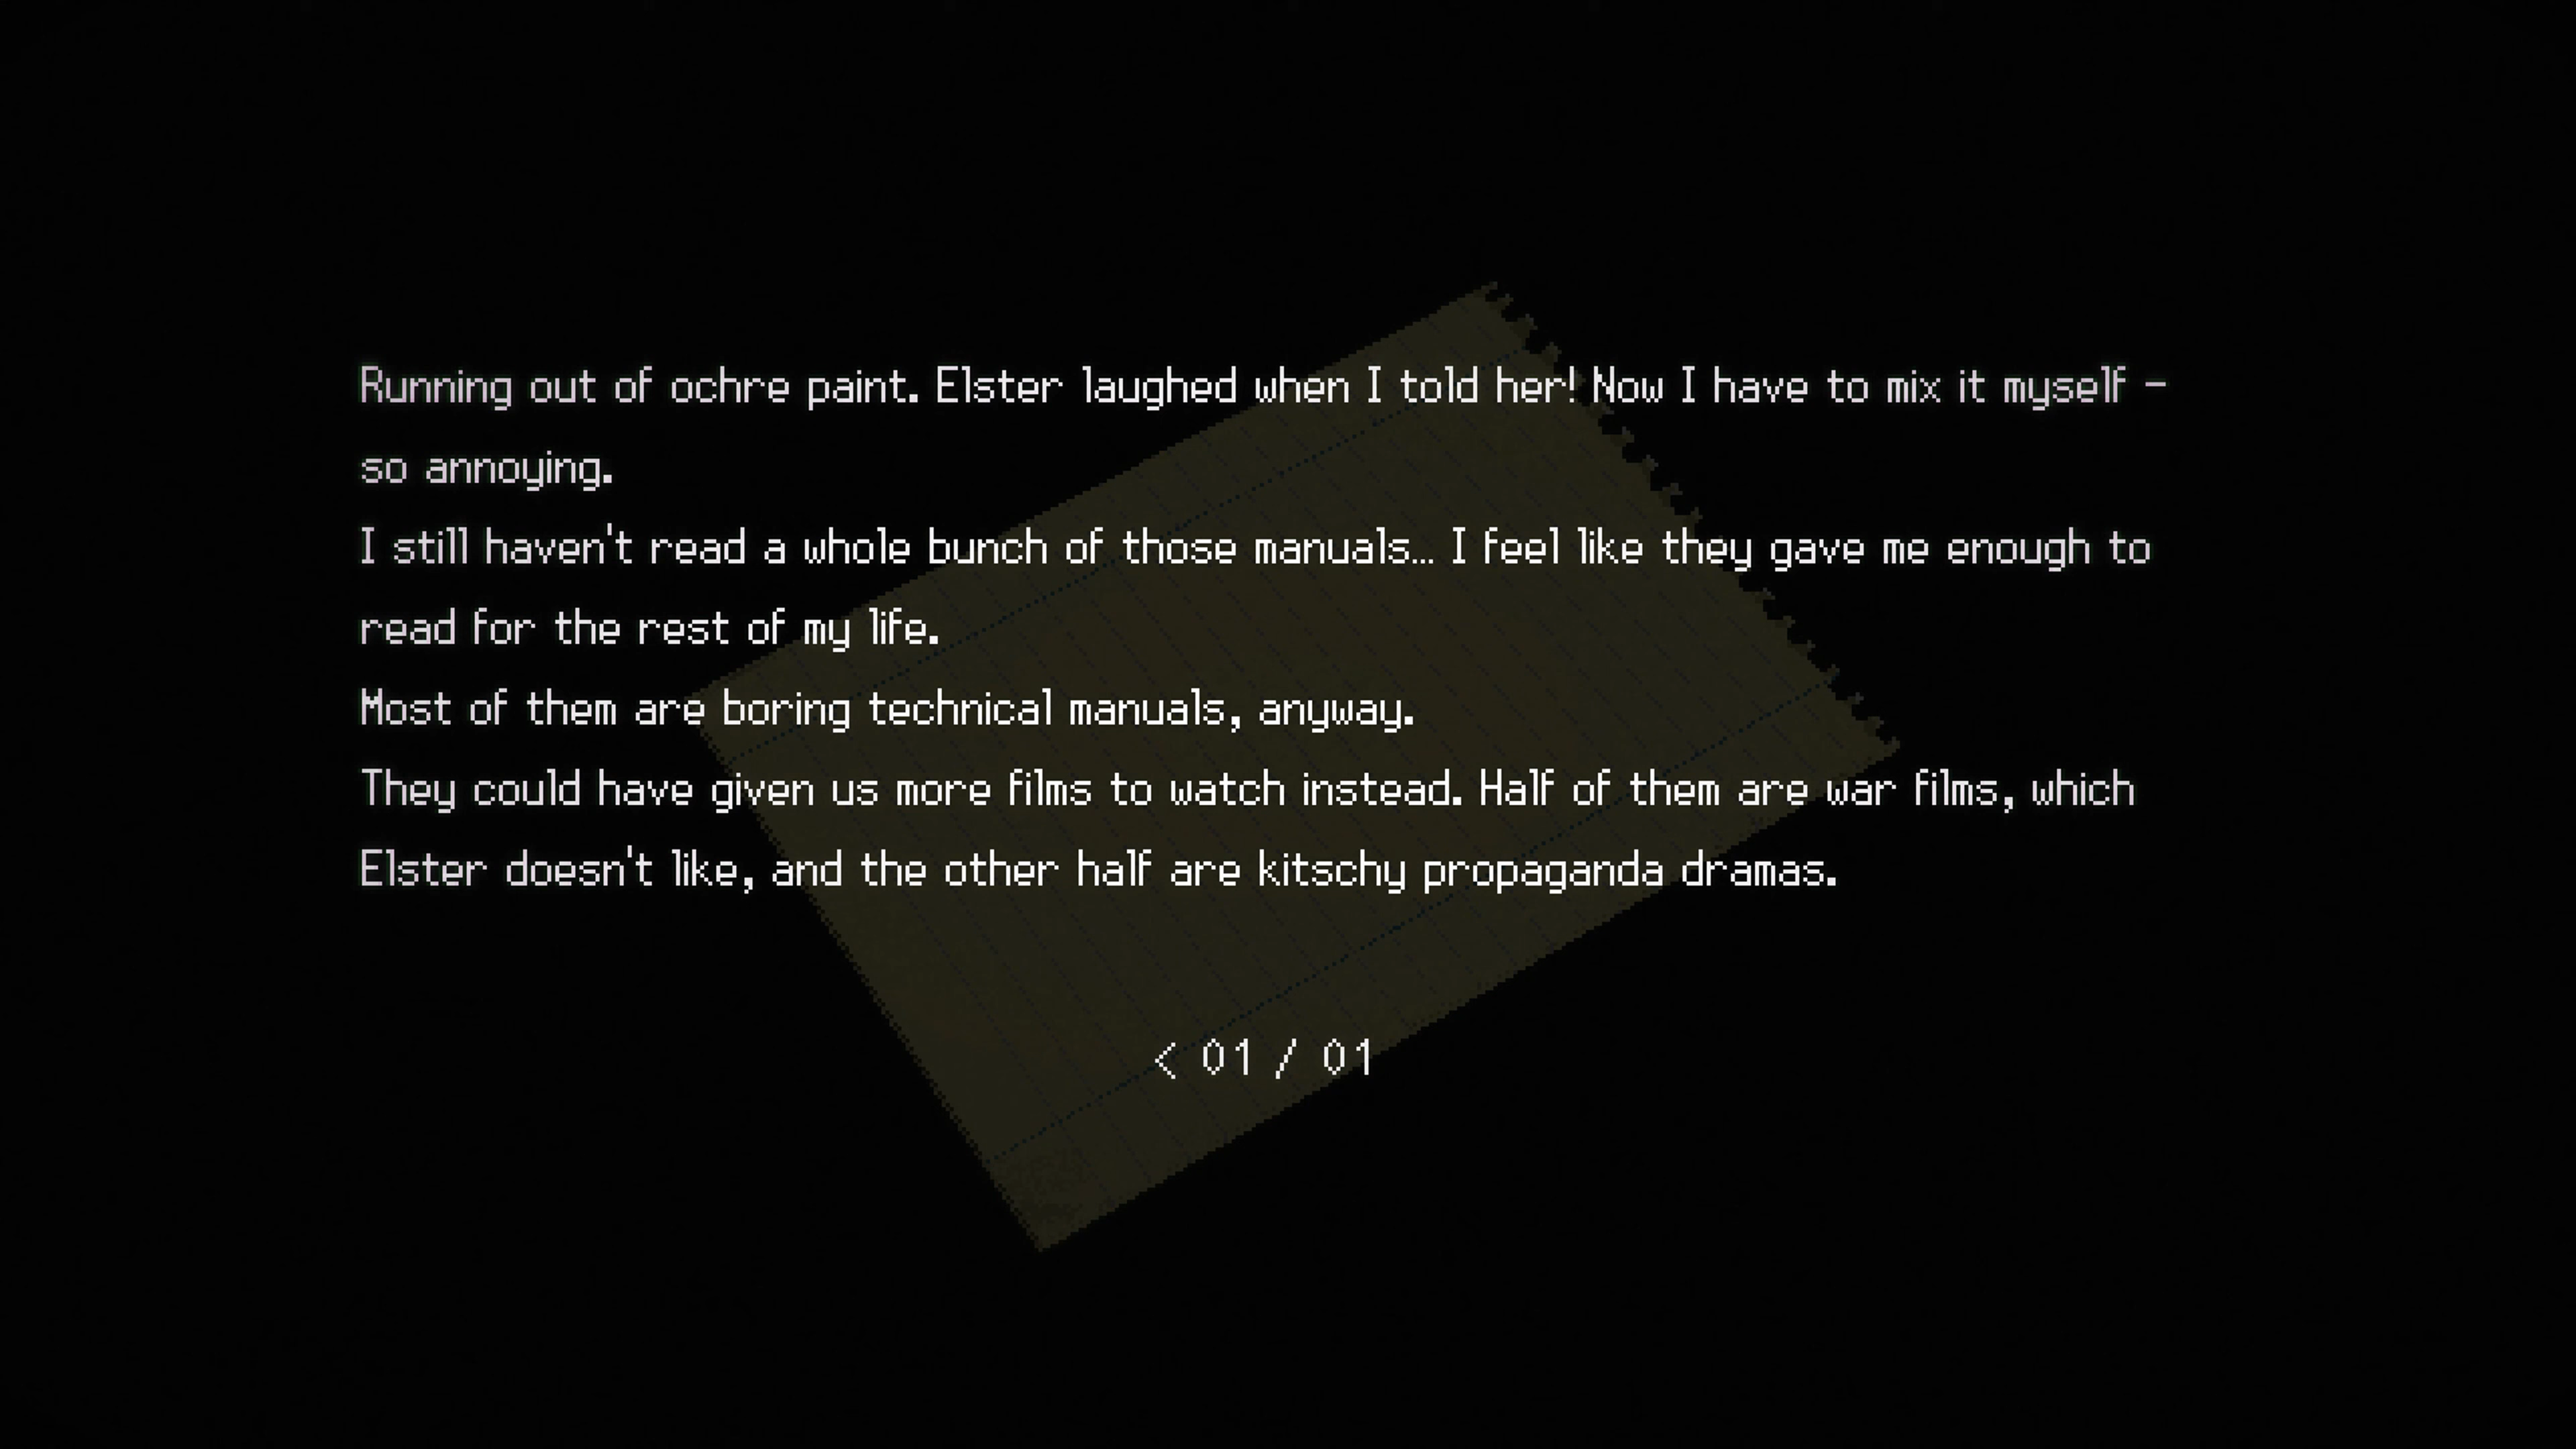 Running out of ochre paint. Elster laughed when I told her! Now I have to mix it myself -
so annoying.
I still haven't read a whole bunch of those manuals... I feel like they gave me enough to
read for the rest of my life.
Most of them are boring technical manuals, anyway.
They could have given us more films to watch instead. Half of them are war films, which
Elster doesn't like, and the other half are kitschy propaganda dramas.
< 01 / 01